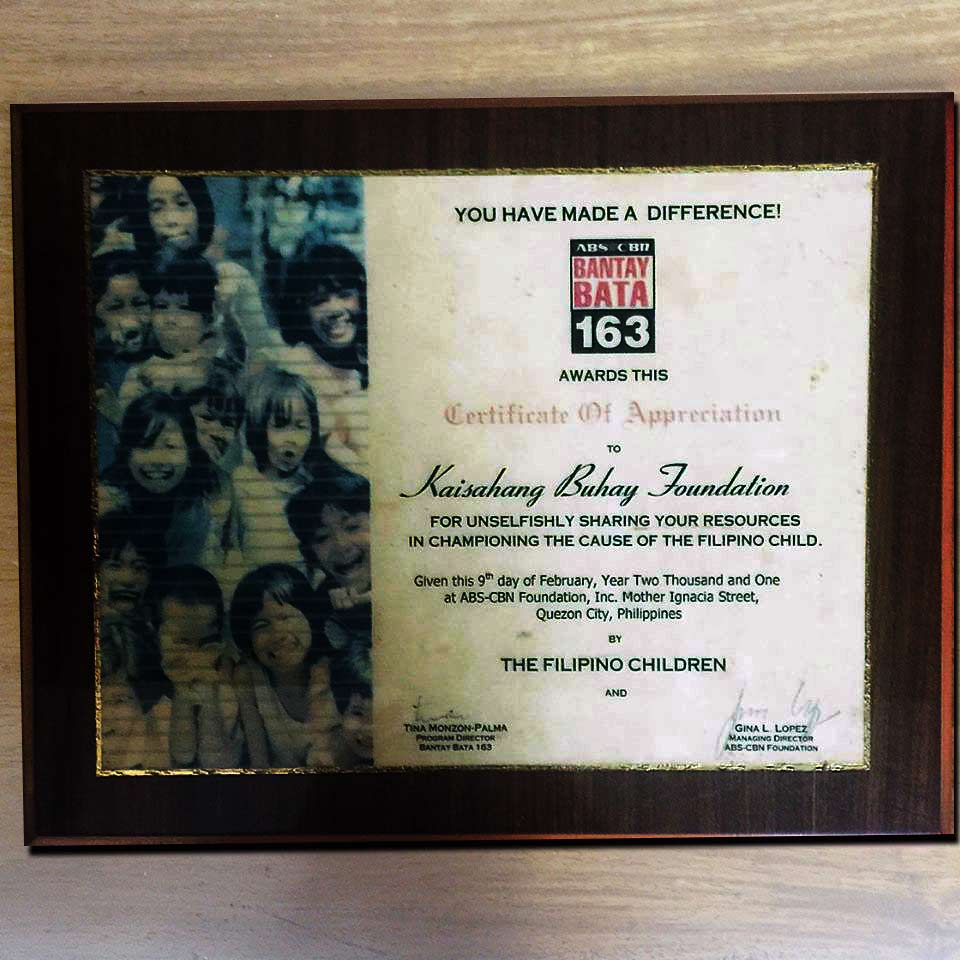 YOU HAVE MADE A DIFFERENCE!
ABS CBN
BANTAY
BATA
163
AWARDS THIS
Certificate Of Appreciation
TO
Kaisahang Buhay Foundation
FOR UNSELFISHLY SHARING YOUR RESOURCES
IN CHAMPIONING THE CAUSE OF THE FILIPINO CHILD.
Given this 9th day of February, Year Two Thousand and One
at ABS-CBN Foundation, Inc. Mother Ignacia Street,
Quezon City, Philippines
BY
THE FILIPINO CHILDREN
AND
TINA MONZON-PALMA
PROGRAM DIRECTOR
BANTAY BATA 163
GINA L. LOPEZ
MANAGING DIRECTOR
ABS-CBN FOUNDATION